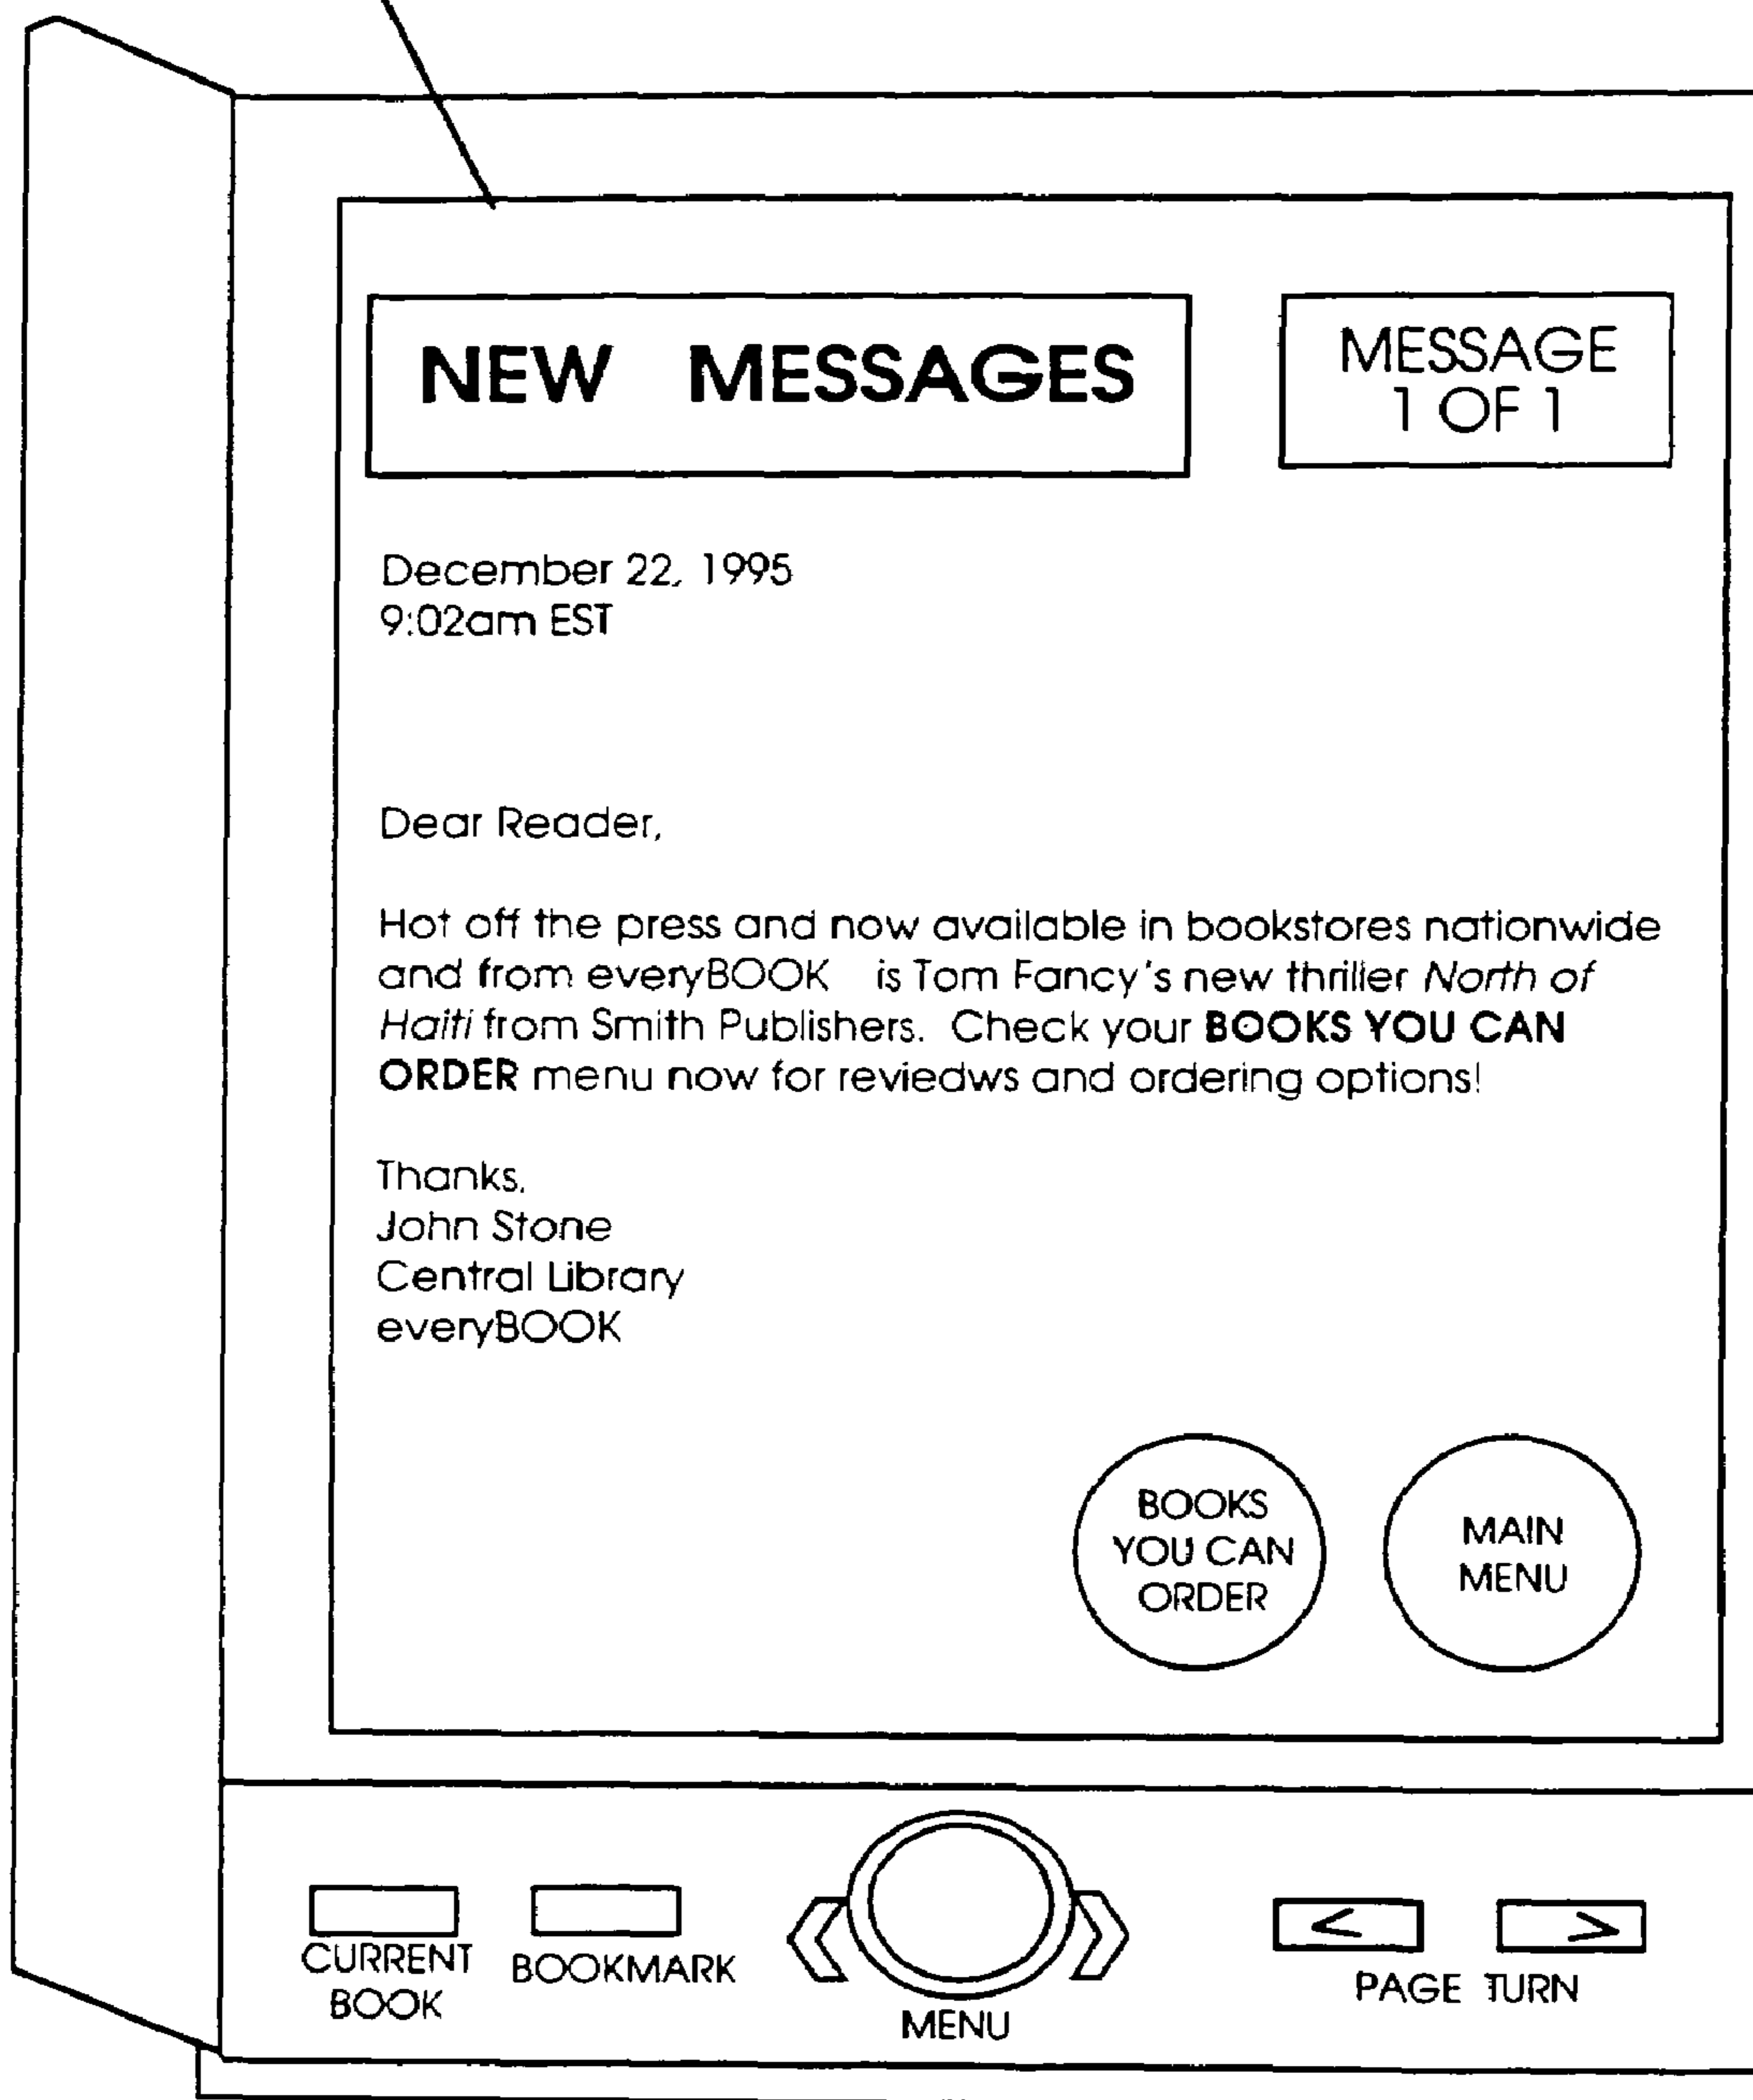 NEW MESSAGES
MESSAGE
1 OF 1
December 22, 1995
9:02am EST
Dear Reader,
Hot off the press and now available in bookstores nationwide
and from everyBOOK is Tom Fancy's new thriller North of
Haiti from Smith Publishers. Check your BOOKS YOU CAN
ORDER menu now for reviedws and ordering options!
Thanks,
John Stone
Central Library
everyBOOK
BOOKS
YOU CAN
ORDER
MAIN
MENU
CURRENT
BOOK
BOOKMARK
MENU
< >
PAGE TURN